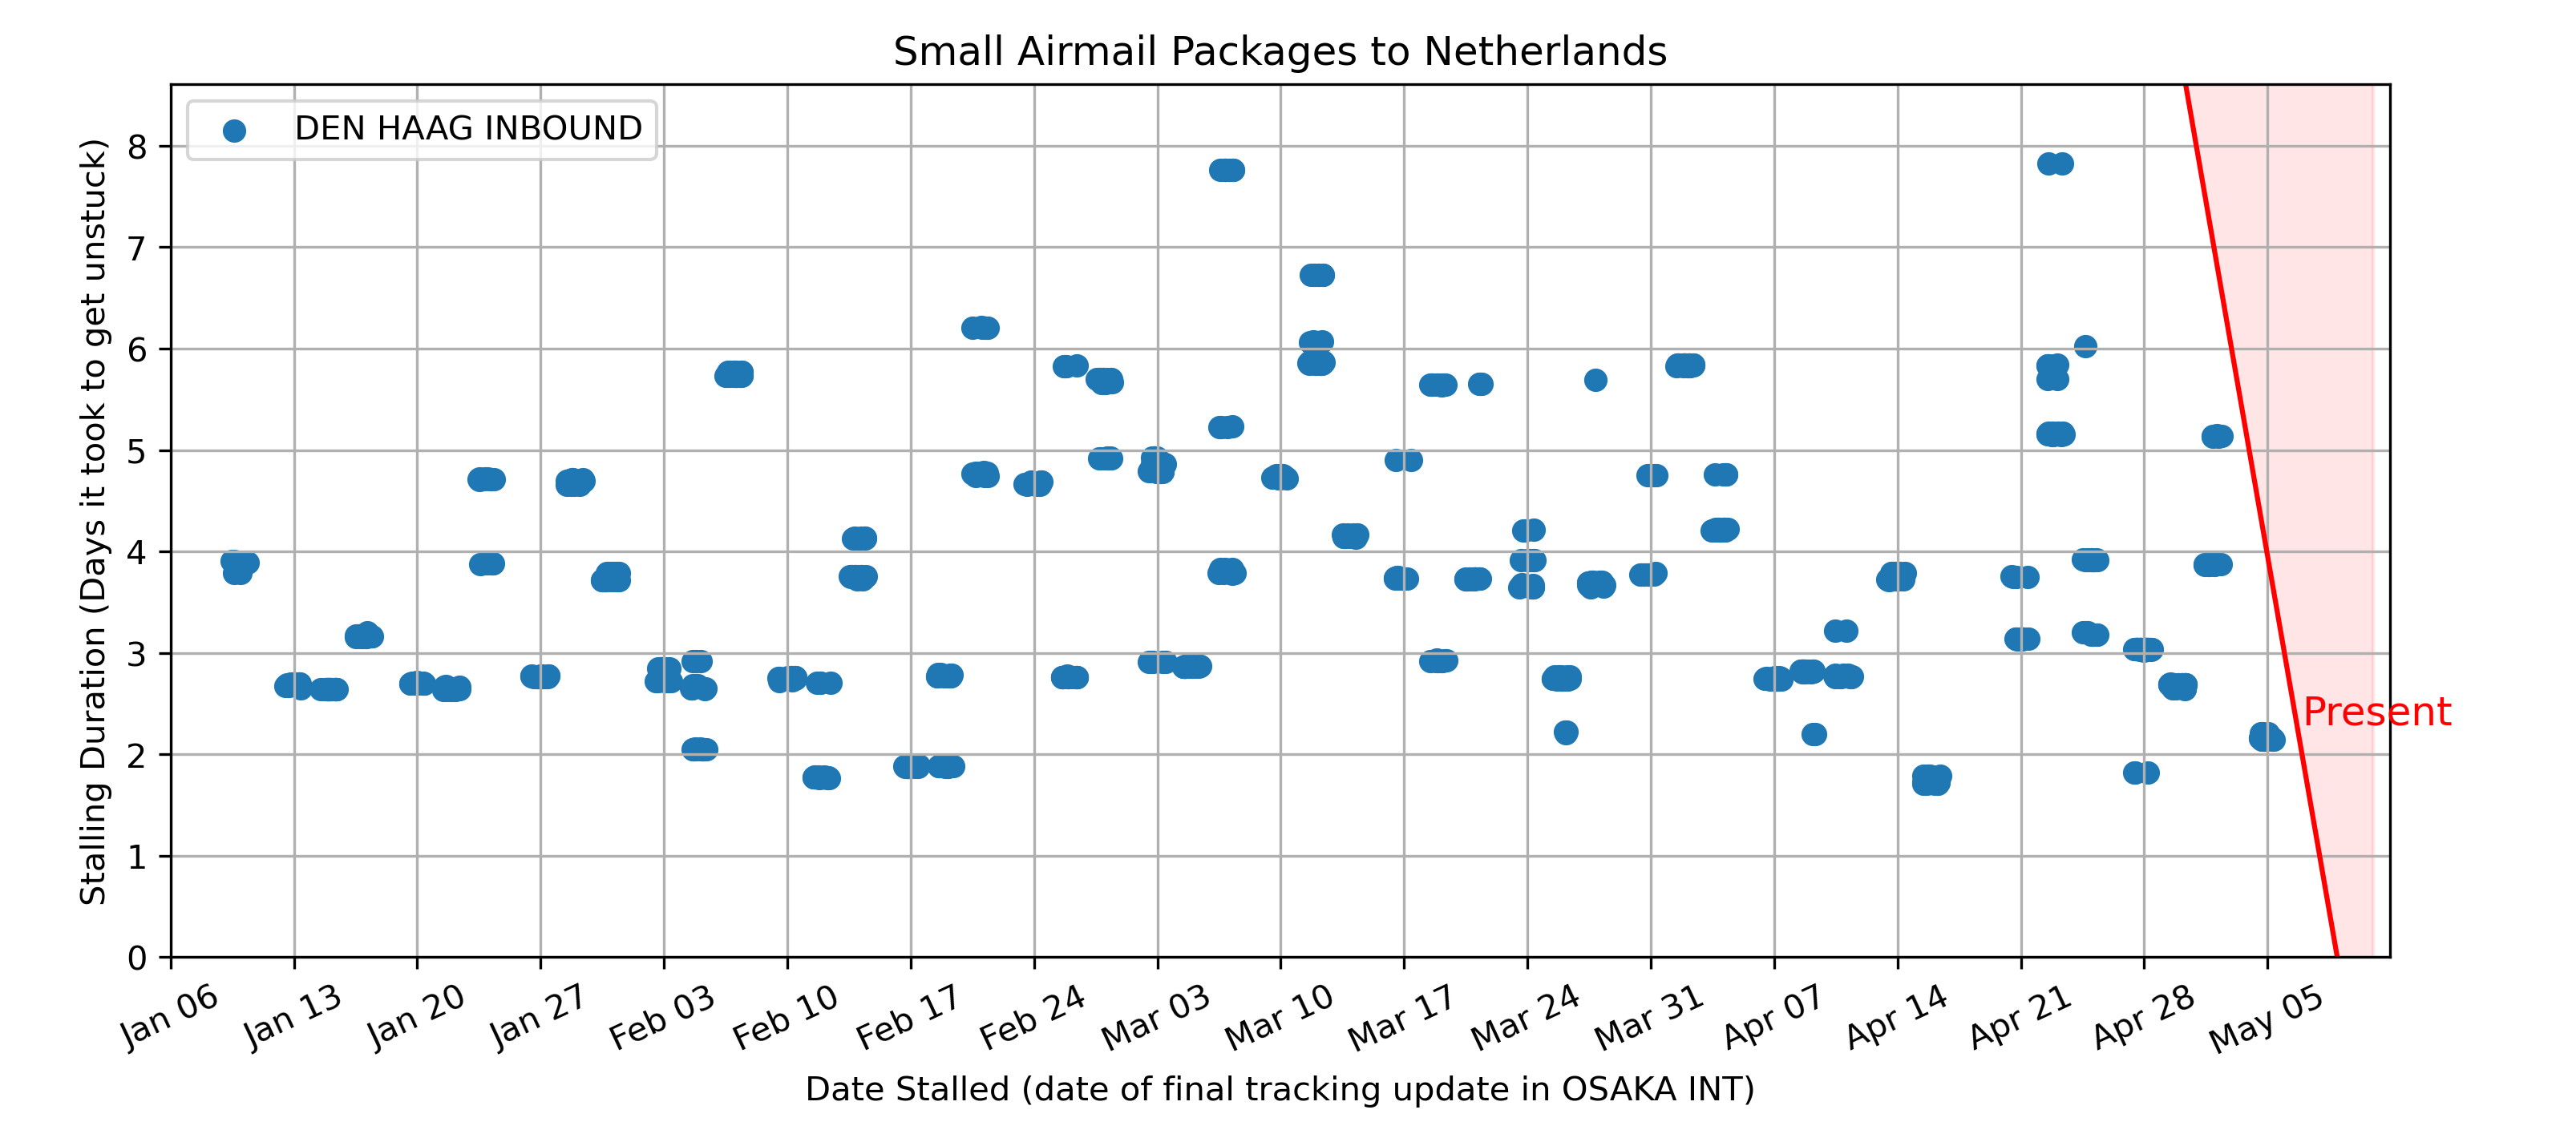 Small Airmail Packages to Netherlands
DEN HAAG INBOUND
Stalling Duration (Days it took to get unstuck)
8
7
6
5
4
3
2
1
0
Present
Jan 06
Jan 13
Jan 20
Jan 27
Feb 03
Feb 10
Feb 17
Feb 24
Mar 03
Mar 10
Mar 17
Mar 24
Mar 31
Apr 07
Apr 14
Apr 21
Apr 28
May 05
Date Stalled (date of final tracking update in OSAKA INT)